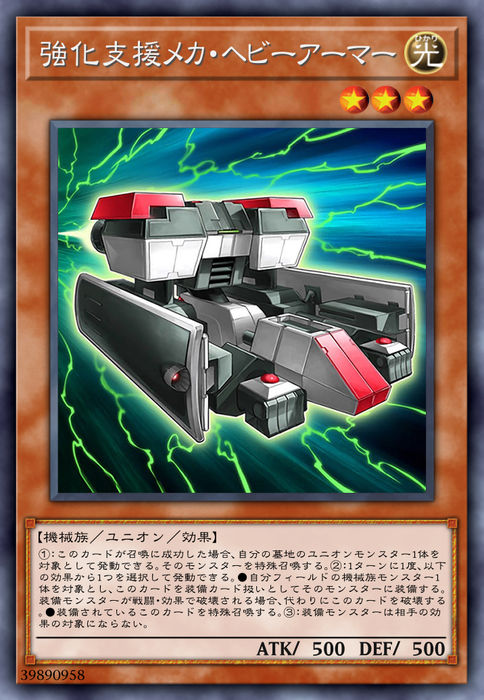 強化支援メカ・ヘビーアーマー
ひかり
光
【機械族／ユニオン／効果】
①:このカードが召喚に成功した場合、自分の墓地のユニオンモンスター1体を
対象として発動できる。そのモンスターを特殊召喚する。②:1ターンに1度、以下
の効果から1つを選択して発動できる。●自分フィールドの機械族モンスター1
体を対象とし、このカードを装備カード扱いとしてそのモンスターに装備する。
装備モンスターが戦闘・効果で破壊される場合、代わりにこのカードを破壊する。
●装備されているこのカードを特殊召喚する。③:装備モンスターは相手の効
果の対象にならない。
ATK/ 500 DEF/ 500
39890958